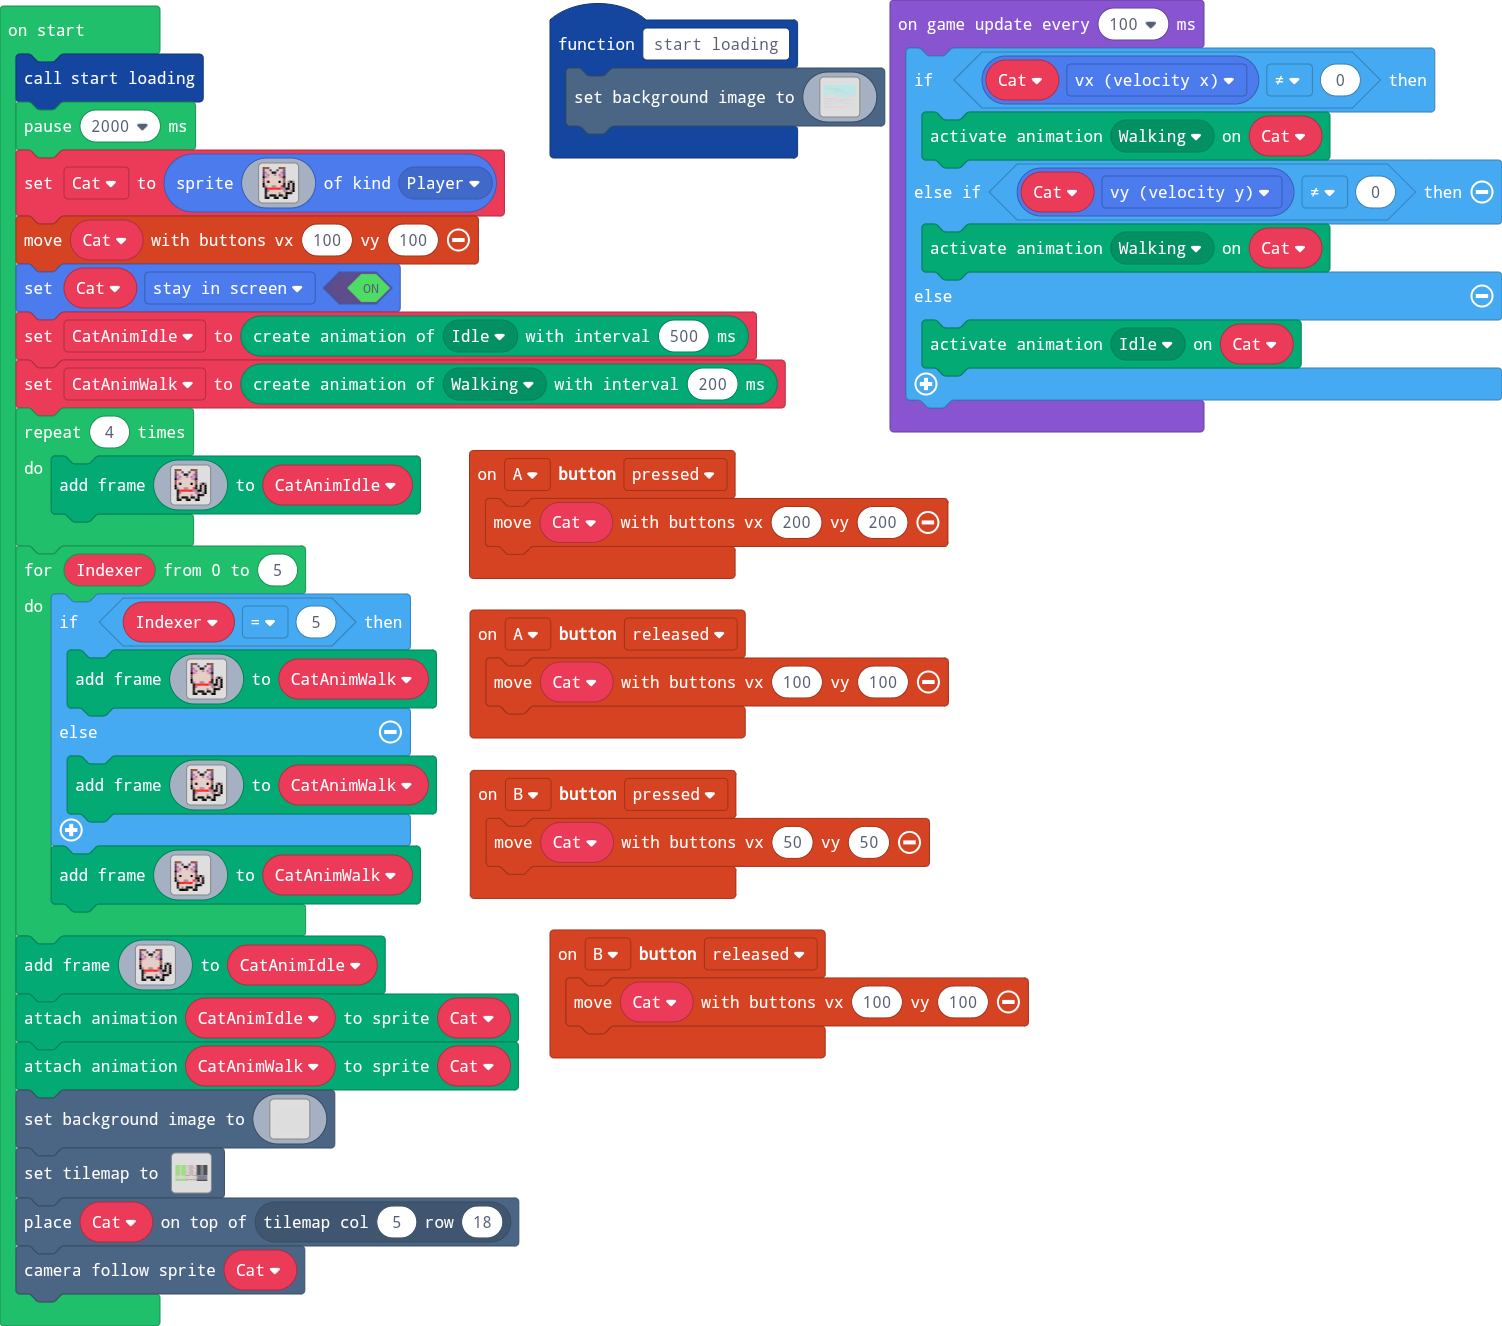 on start
call start loading
pause 2000 ms
set Cat to sprite of kind Player
move Cat with buttons vx 100 vy 100
set Cat stay in screen ON
set CatAnimIdle to create animation of Idle with interval 500 ms
set CatAnimWalk to create animation of Walking with interval 200 ms
repeat 4 times
do
add frame to CatAnimIdle
for Indexer from 0 to 5
do
if Indexer = 5 then
add frame to CatAnimWalk
else
add frame to CatAnimWalk
add frame to CatAnimWalk
add frame to CatAnimIdle
attach animation CatAnimIdle to sprite Cat
attach animation CatAnimWalk to sprite Cat
set background image to
set tilemap to
place Cat on top of tilemap col 5 row 18
camera follow sprite Cat
function start loading
set background image to
on A button pressed
move Cat with buttons vx 200 vy 200
on A button released
move Cat with buttons vx 100 vy 100
on B button pressed
move Cat with buttons vx 50 vy 50
on B button released
move Cat with buttons vx 100 vy 100
on game update every 100 ms
if Cat vx (velocity x) ≠ 0 then
activate animation Walking on Cat
else if Cat vy (velocity y) ≠ 0 then
activate animation Walking on Cat
else
activate animation Idle on Cat